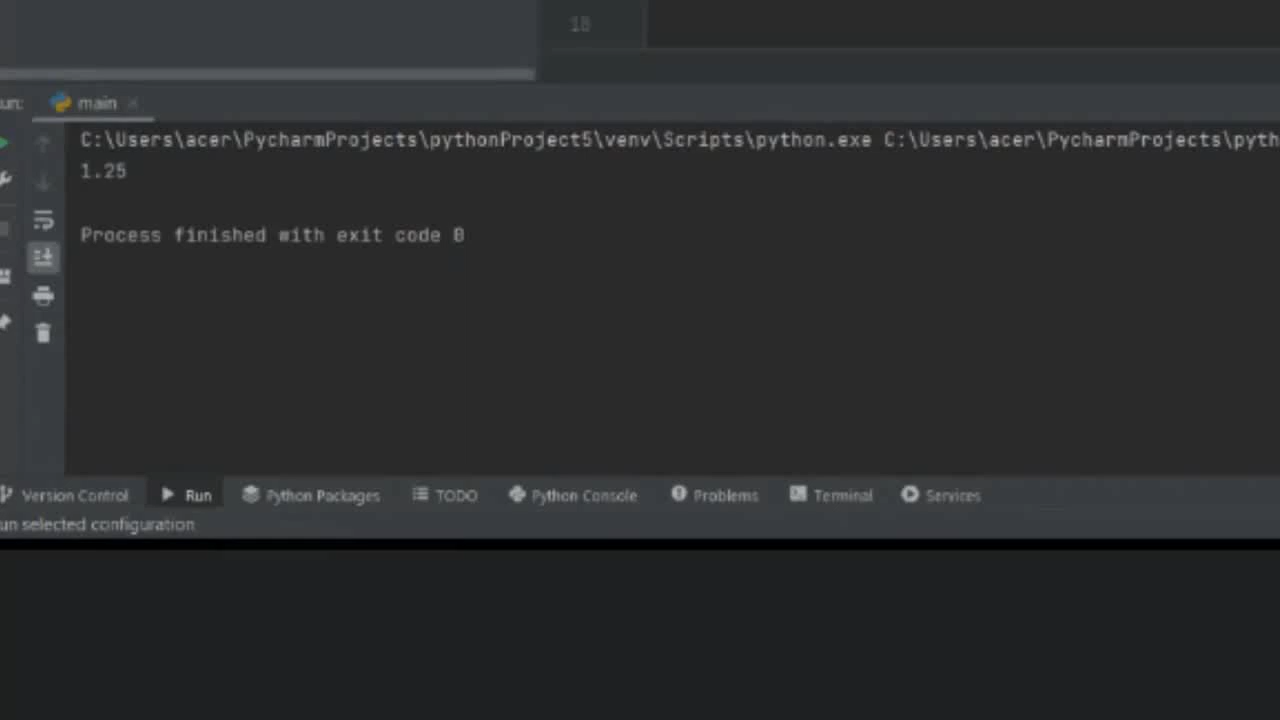 18
un:
main
C:\Users\acer\PycharmProjects\pythonProject5\venv\Scripts\python.exe C:\Users\acer\PycharmProjects\pyth
1.25
Process finished with exit code 0
Version Control Run Python Packages TODO Python Console Problems Terminal Services
un selected configuration